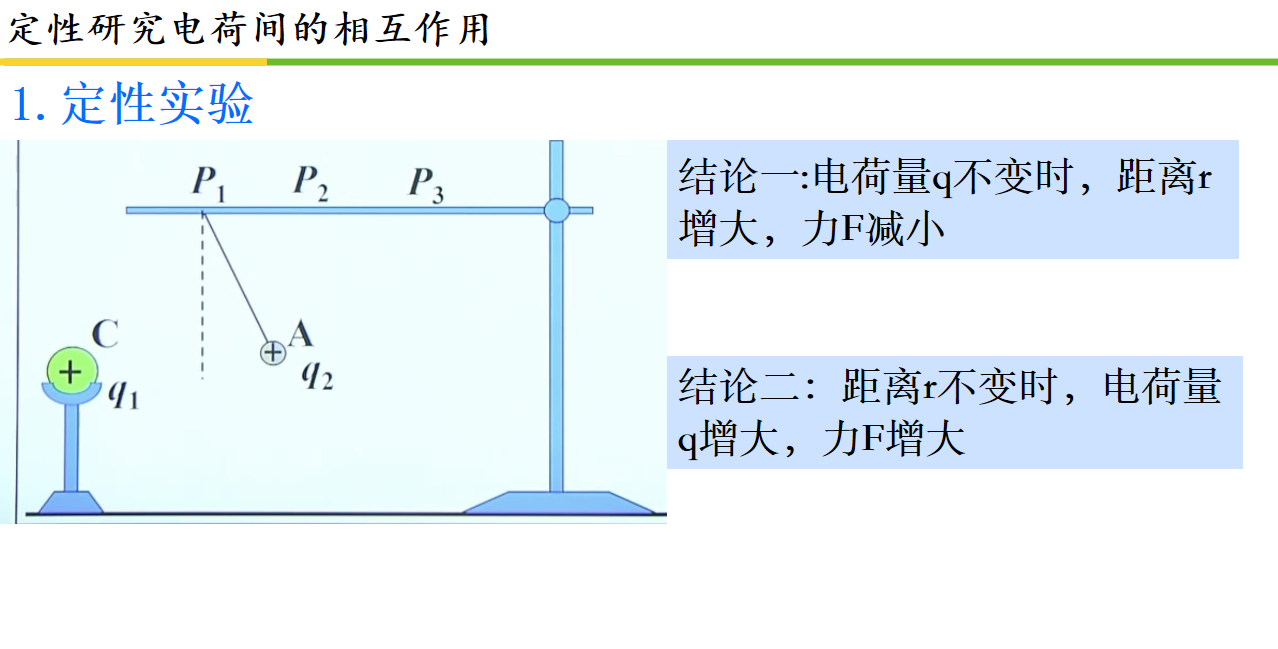 定性研究电荷间的相互作用
1. 定性实验
P1 P2 P3
C
+
q1
A
+
q2
结论一:电荷量q不变时，距离r
增大，力F减小
结论二：距离r不变时，电荷量
q增大，力F增大